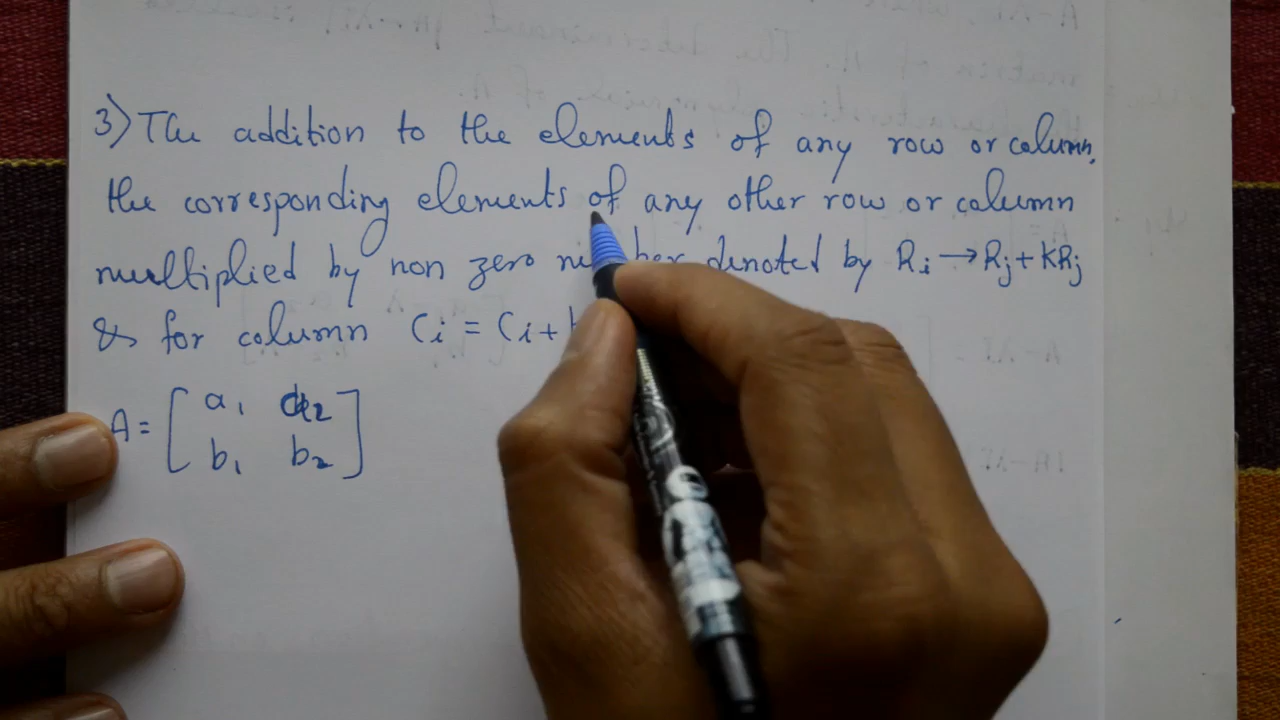 3) The addition to the elements of any row or column,
the corresponding elements of any other row or column
multiplied by non zero denoted by Ri → Rj + KRj
& for column Ci = Ci +
A = [ a1 a2
b1 b2 ]